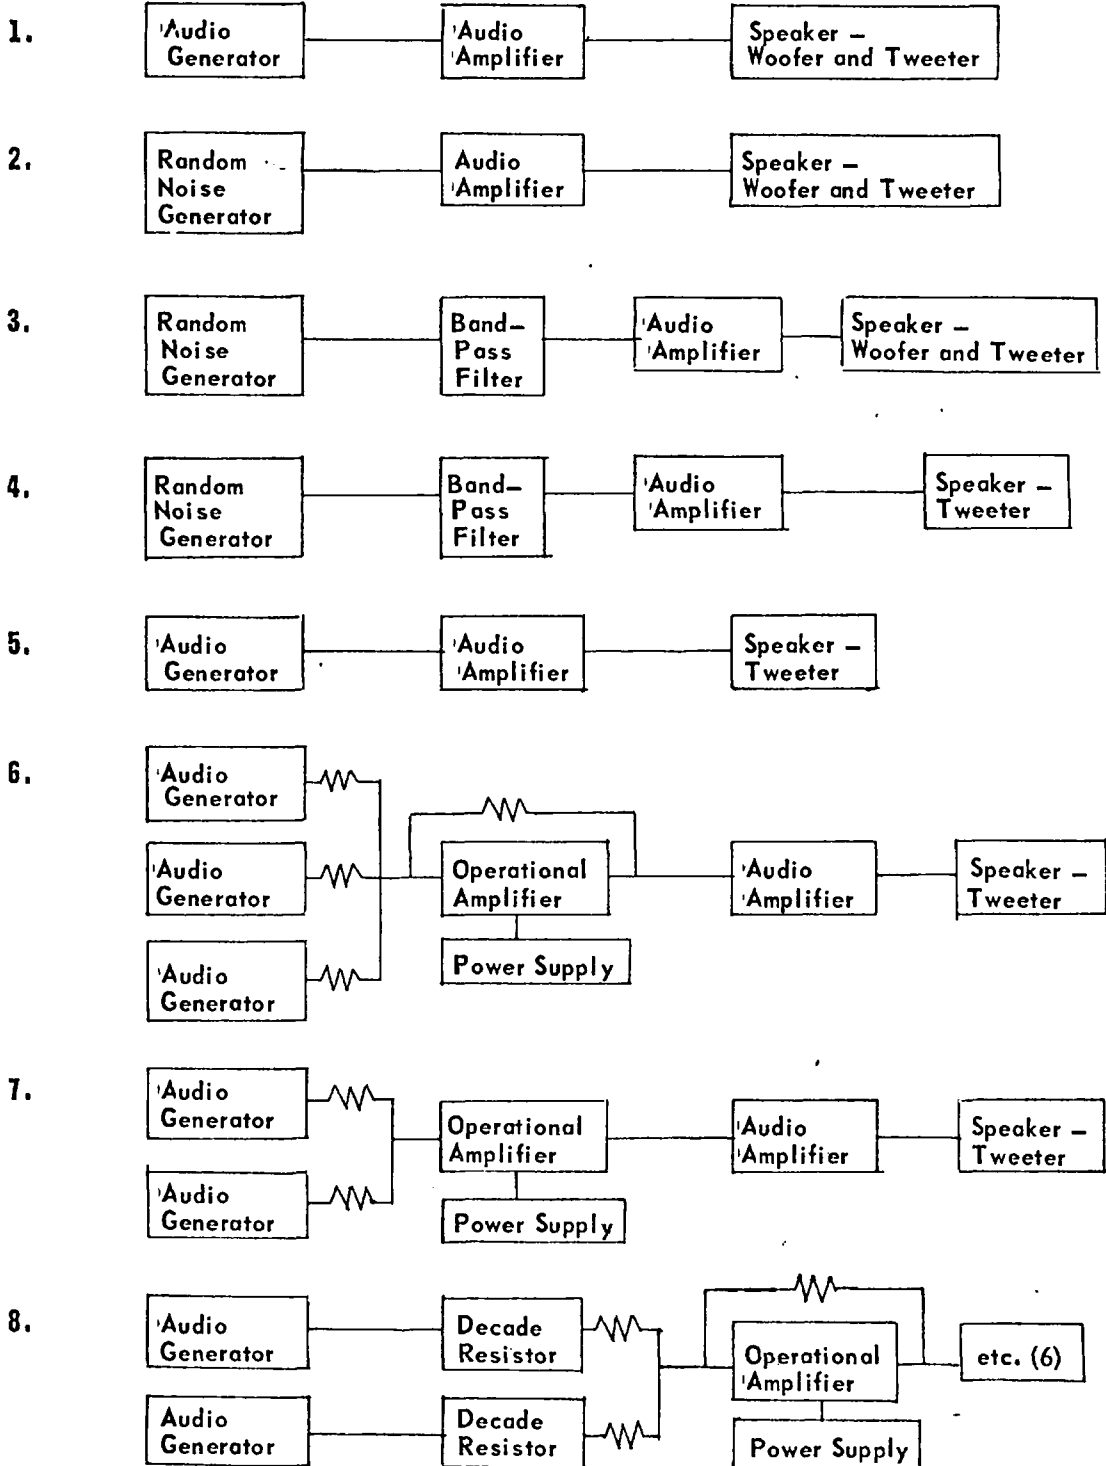 1.
Audio
Generator
Audio
Amplifier
Speaker –
Woofer and Tweeter
2.
Random
Noise
Generator
Audio
Amplifier
Speaker –
Woofer and Tweeter
3.
Random
Noise
Generator
Band–
Pass
Filter
Audio
Amplifier
Speaker –
Woofer and Tweeter
4.
Random
Noise
Generator
Band–
Pass
Filter
Audio
Amplifier
Speaker –
Tweeter
5.
Audio
Generator
Audio
Amplifier
Speaker –
Tweeter
6.
Audio
Generator
Audio
Generator
Audio
Generator
Operational
Amplifier
Power Supply
Audio
Amplifier
Speaker –
Tweeter
7.
Audio
Generator
Audio
Generator
Operational
Amplifier
Power Supply
Audio
Amplifier
Speaker –
Tweeter
8.
Audio
Generator
Audio
Generator
Decade
Resistor
Decade
Resistor
Operational
Amplifier
Power Supply
etc. (6)